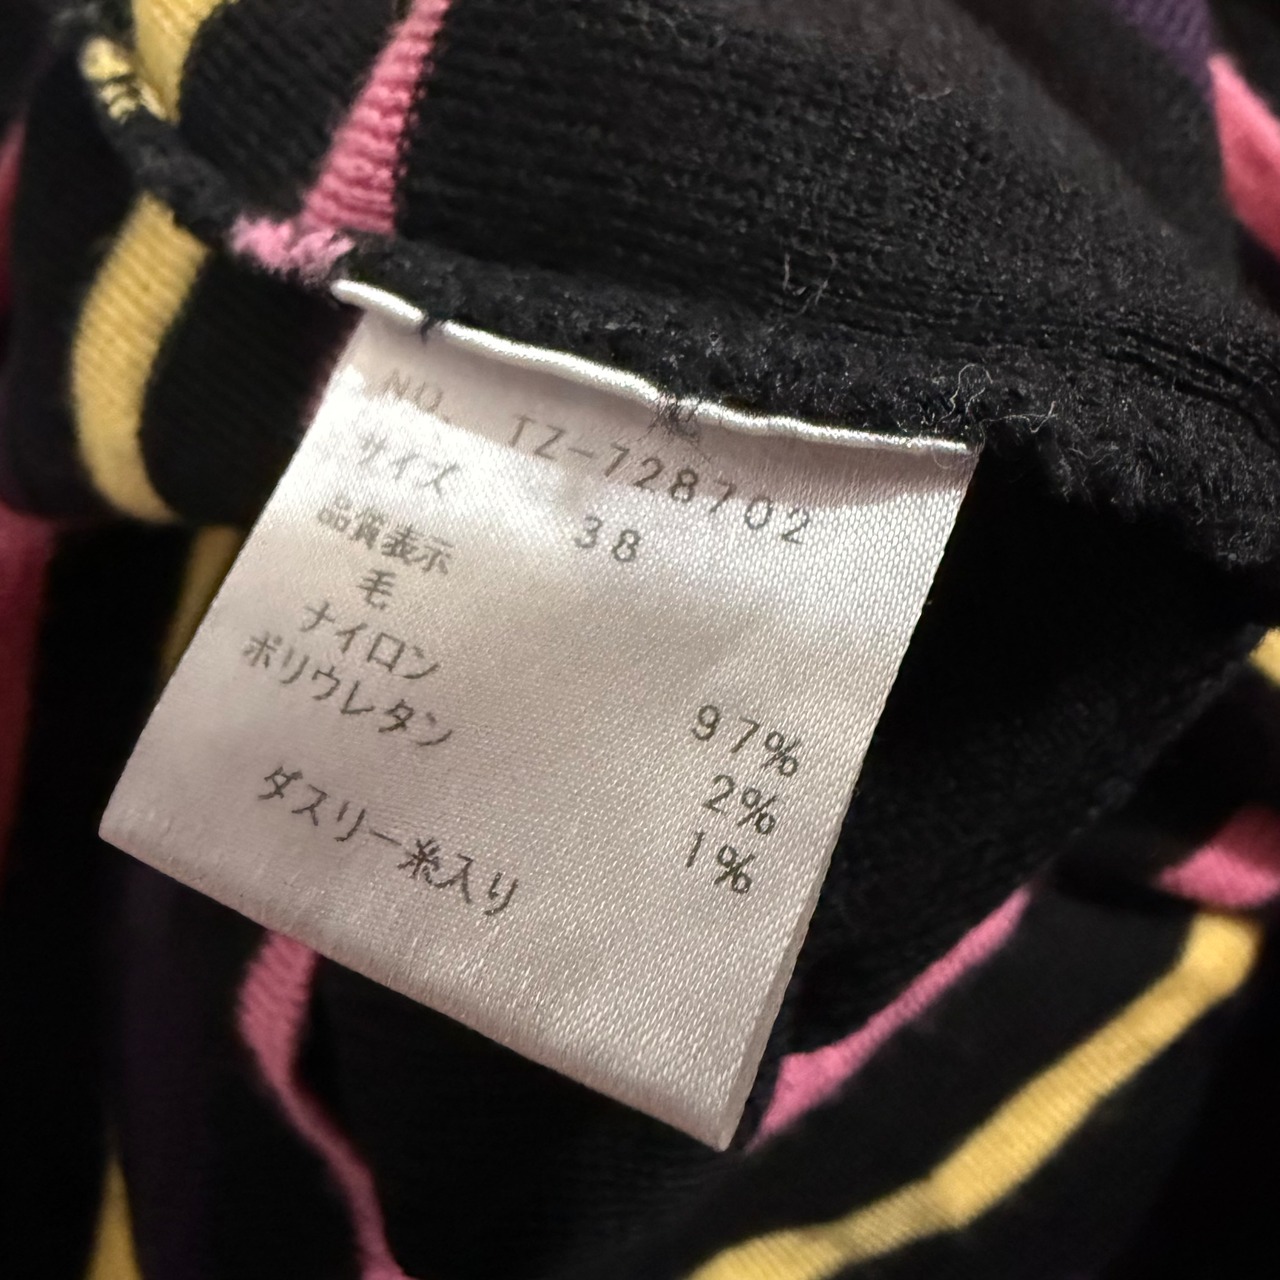 NO. TZ-728702
サイズ 38
品質表示
毛 97%
ナイロン 2%
ポリウレタン 1%
ダスリー糸入り